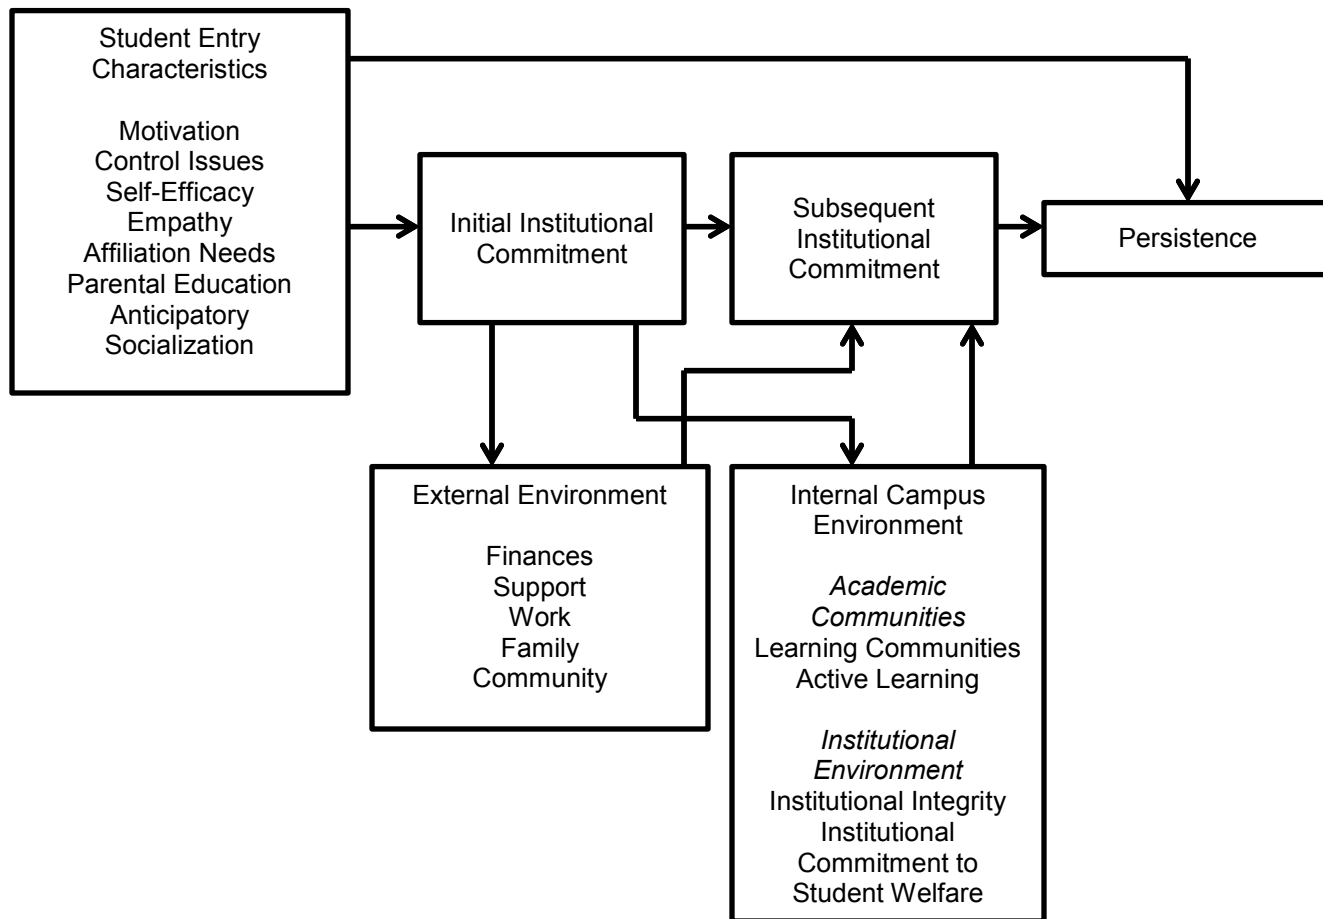 Student Entry
Characteristics
Motivation
Control Issues
Self-Efficacy
Empathy
Affiliation Needs
Parental Education
Anticipatory
Socialization
Initial Institutional
Commitment
Subsequent
Institutional
Commitment
Persistence
External Environment
Finances
Support
Work
Family
Community
Internal Campus
Environment
Academic
Communities
Learning Communities
Active Learning
Institutional
Environment
Institutional Integrity
Institutional
Commitment to
Student Welfare